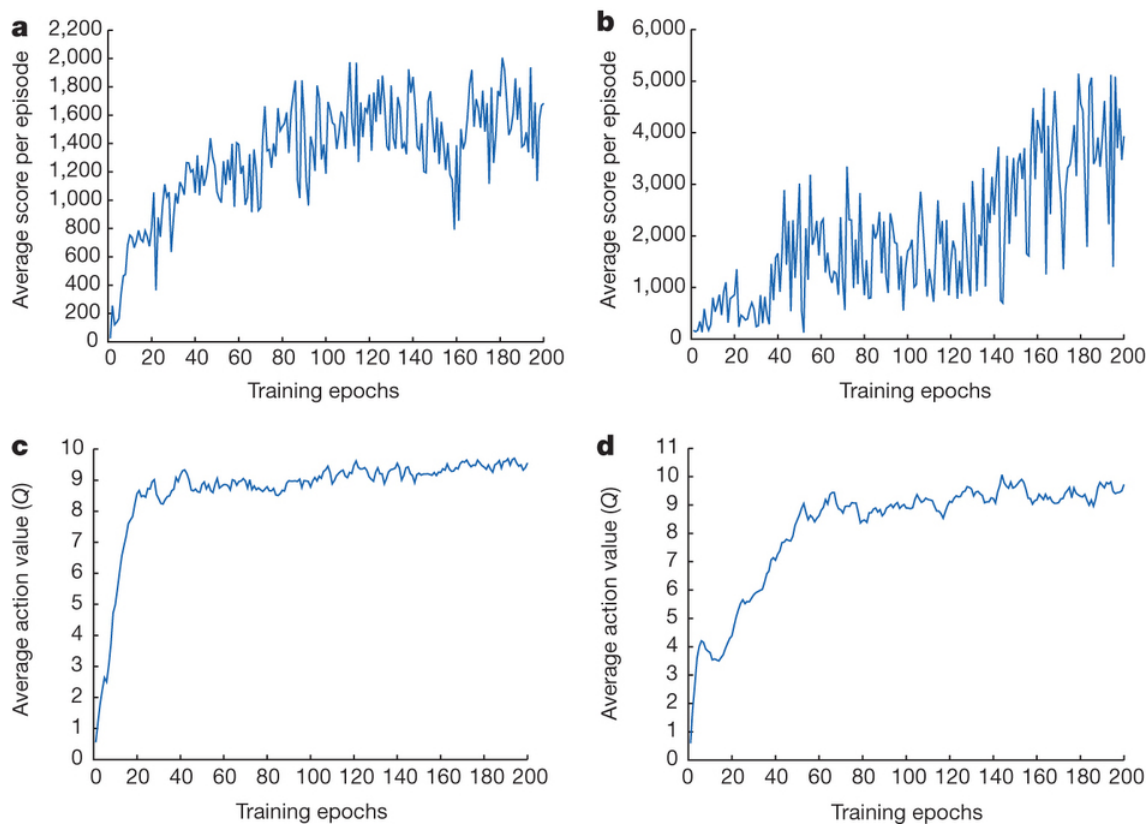 a
Average score per episode
2,200
2,000
1,800
1,600
1,400
1,200
1,000
800
600
400
200
0
0 20 40 60 80 100 120 140 160 180 200
Training epochs
b
Average score per episode
6,000
5,000
4,000
3,000
2,000
1,000
0
0 20 40 60 80 100 120 140 160 180 200
Training epochs
c
Average action value (Q)
10
9
8
7
6
5
4
3
2
1
0
0 20 40 60 80 100 120 140 160 180 200
Training epochs
d
Average action value (Q)
11
10
9
8
7
6
5
4
3
2
1
0
0 20 40 60 80 100 120 140 160 180 200
Training epochs